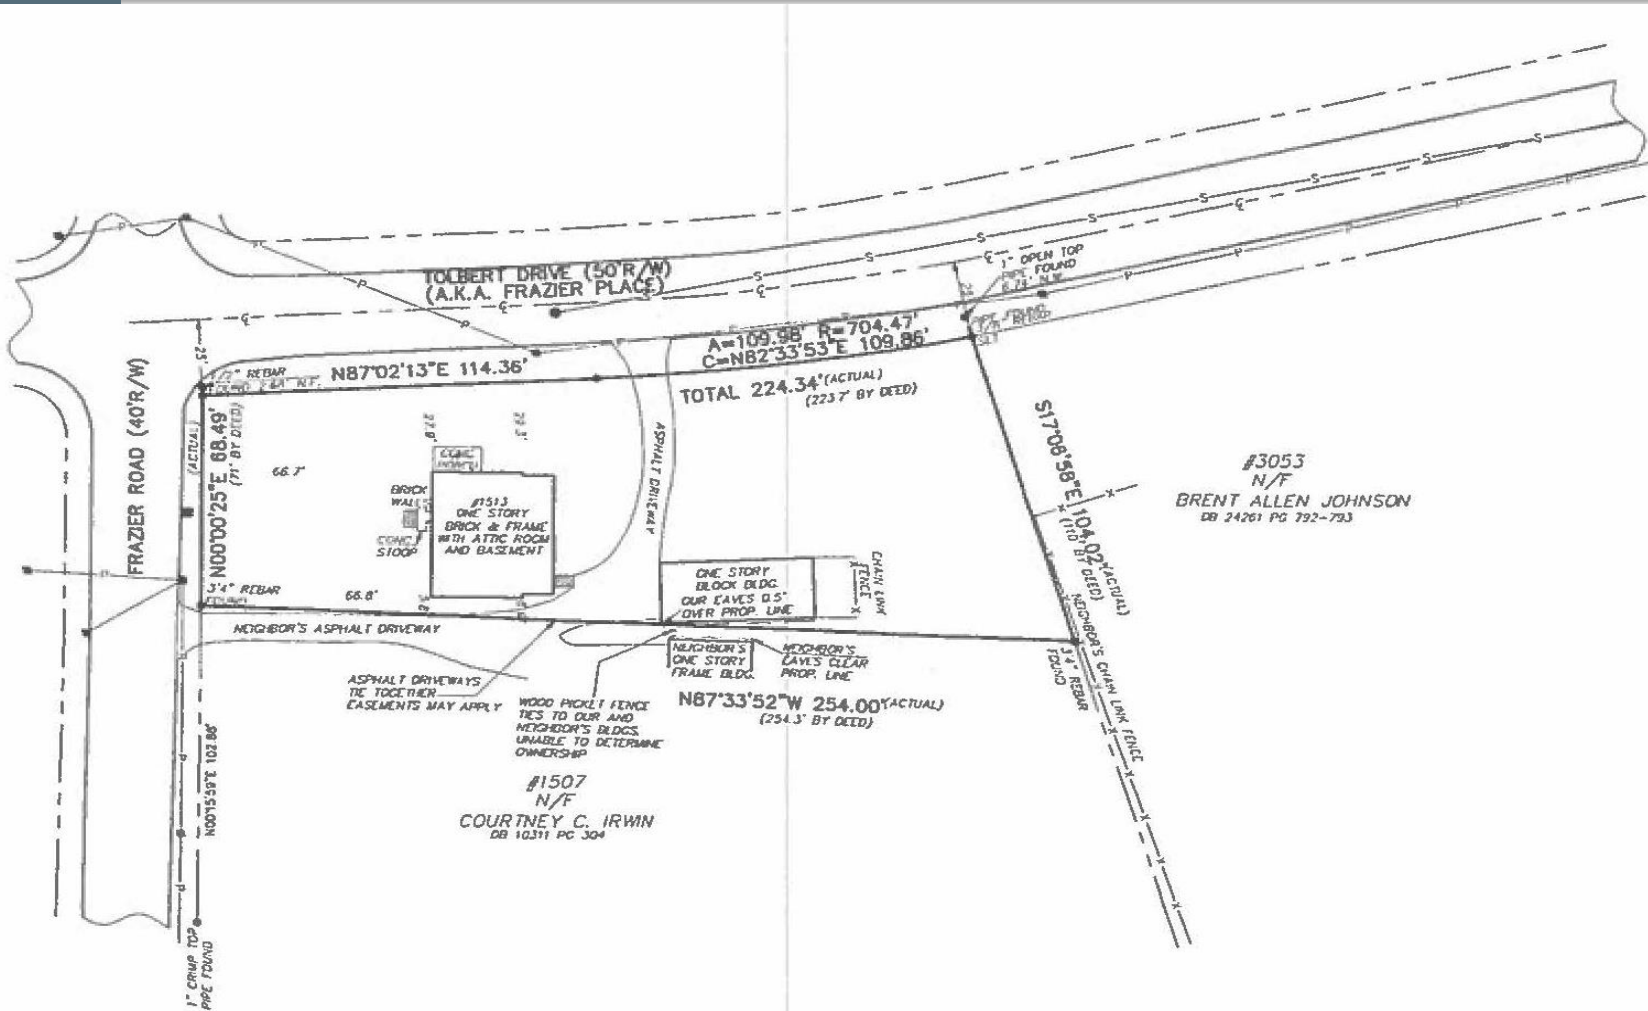 TOLBERT DRIVE (50'R/W)
(A.K.A. FRAZIER PLACE)
1" OPEN TOP
PIPE FOUND
25'
1/2" REBAR
N87°02'13"E 114.36'
A=109.98' R=704.47'
C=N82°33'53"E 109.86'
TOTAL 224.34' (ACTUAL)
(223.7' BY DEED)
FRAZIER ROAD (40'R/W)
N00°00'25"E 68.49'
(ACTUAL)
(71' BY DEED)
66.7'
CONC.
BRICK
WALL
CONC.
STOOP
#1513
ONE STORY
BRICK & FRAME
WITH ATTIC ROOM
AND BASEMENT
ASPHALT DRIVEWAY
S17°08'58"E 104.02' (ACTUAL)
(110' BY DEED)
#3053
N/F
BRENT ALLEN JOHNSON
DB 24261 PG 792-793
ONE STORY
BLOCK BLDG.
OUR EAVES 0.5'
OVER PROP. LINE
CHAIN LINK
FENCE
3/4" REBAR
FOUND
66.8'
NEIGHBOR'S ASPHALT DRIVEWAY
NEIGHBOR'S
ONE STORY
FRAME BLDG.
NEIGHBOR'S
EAVES CLEAR
PROP. LINE
3/4" REBAR
FOUND
NEIGHBOR'S CHAIN LINK FENCE
ASPHALT DRIVEWAYS
TIE TOGETHER
EASEMENTS MAY APPLY
WOOD PICKET FENCE
TIES TO OUR AND
NEIGHBOR'S BLDGS.
UNABLE TO DETERMINE
OWNERSHIP
N87°33'52"W 254.00' (ACTUAL)
(254.3' BY DEED)
#1507
N/F
COURTNEY C. IRWIN
DB 10311 PG 304
N00°15'59"E 102.86'
1" CRIMP TOP
PIPE FOUND